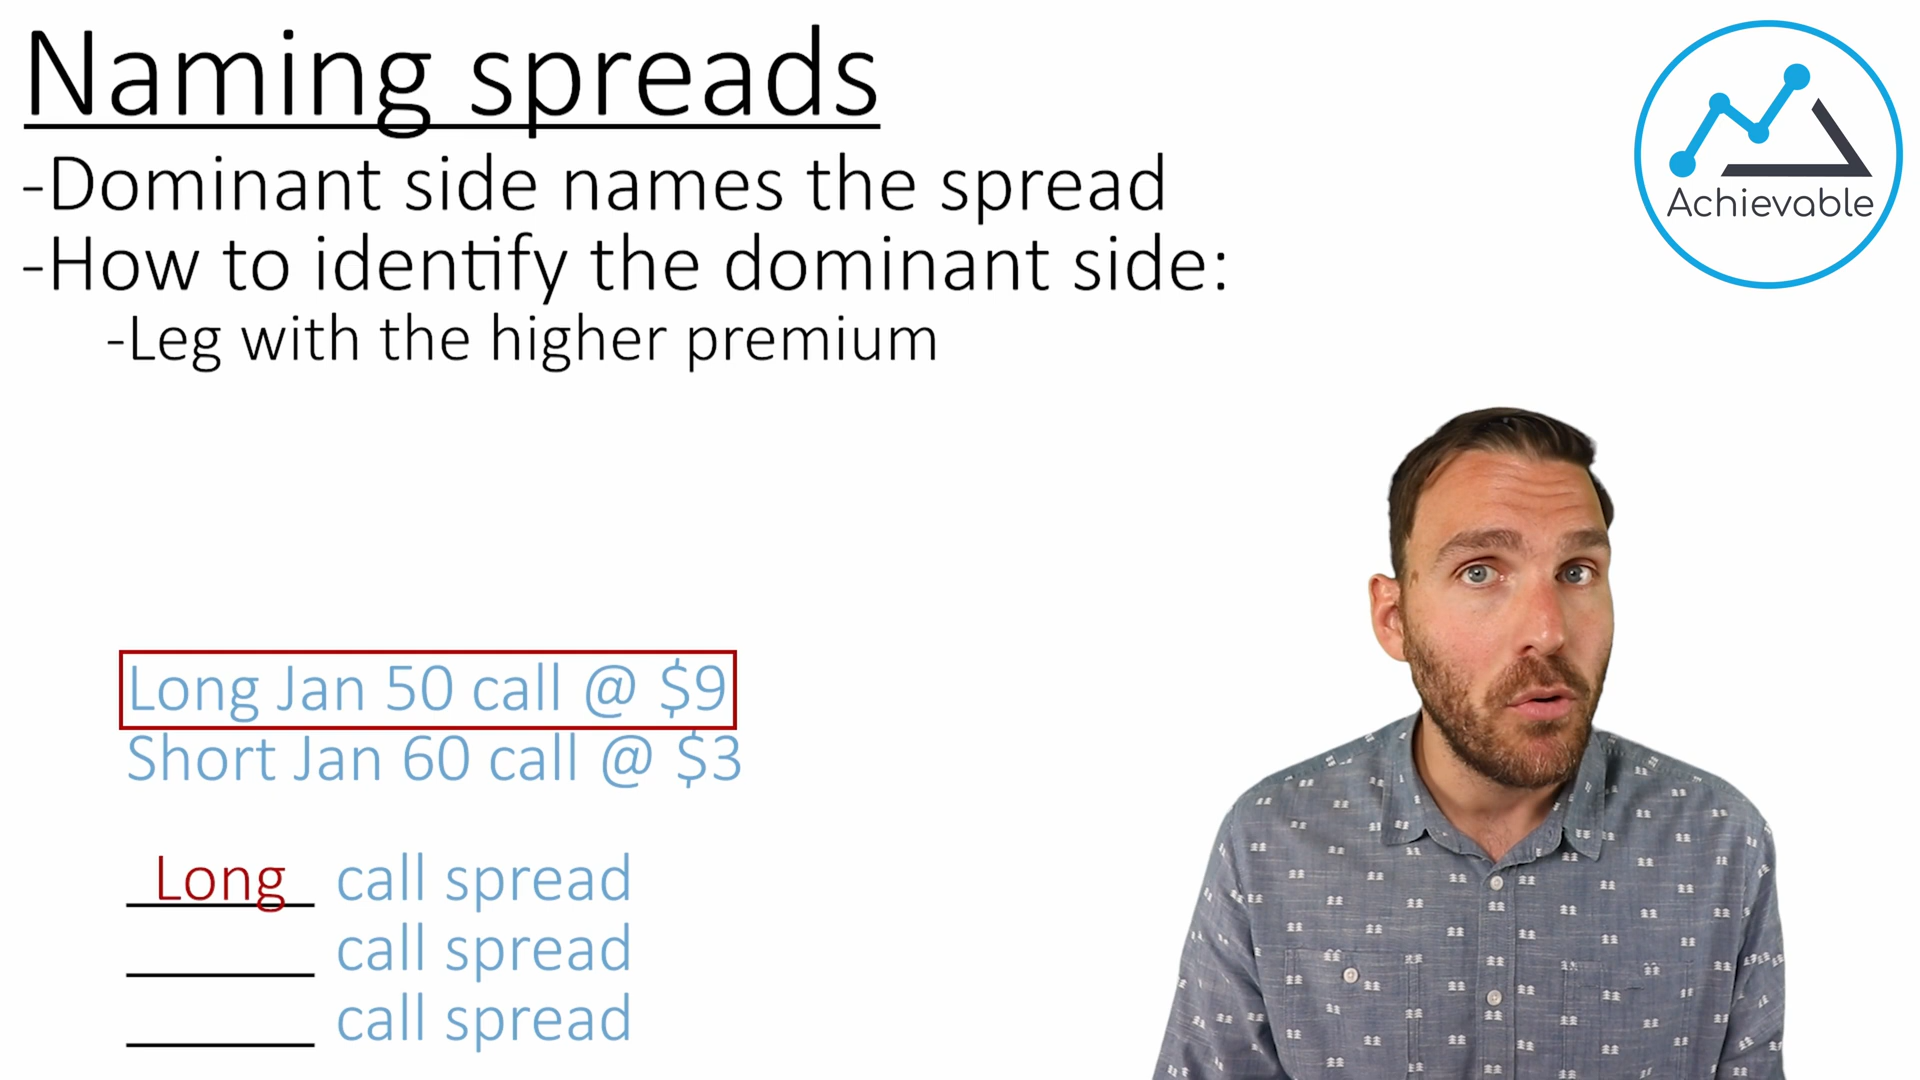 Naming spreads
-Dominant side names the spread
-How to identify the dominant side:
-Leg with the higher premium
Achievable
Long Jan 50 call @ $9
Short Jan 60 call @ $3
Long call spread
call spread
call spread